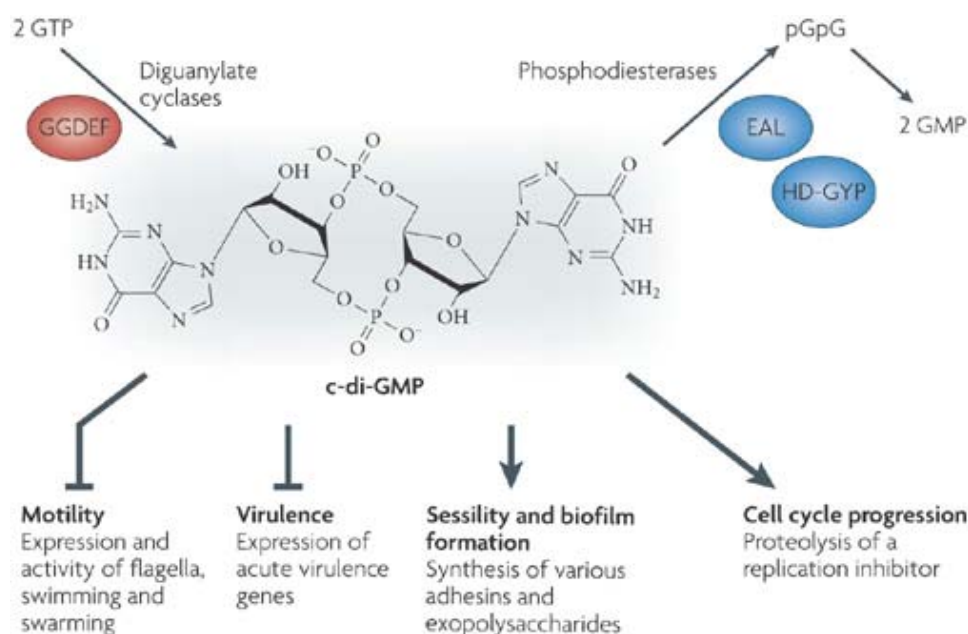 2 GTP
Diguanylate
cyclases
GGDEF
Phosphodiesterases
pGpG
2 GMP
EAL
HD-GYP
⁻O
O
P
O
OH
O
O
H₂N
N
HN
N
N
O
N
O
O
O
P
O⁻
O
O
OH
N
N
O
NH
N
N
NH₂
c-di-GMP
Motility
Expression and
activity of flagella,
swimming and
swarming
Virulence
Expression of
acute virulence
genes
Sessility and biofilm
formation
Synthesis of various
adhesins and
exopolysaccharides
Cell cycle progression
Proteolysis of a
replication inhibitor